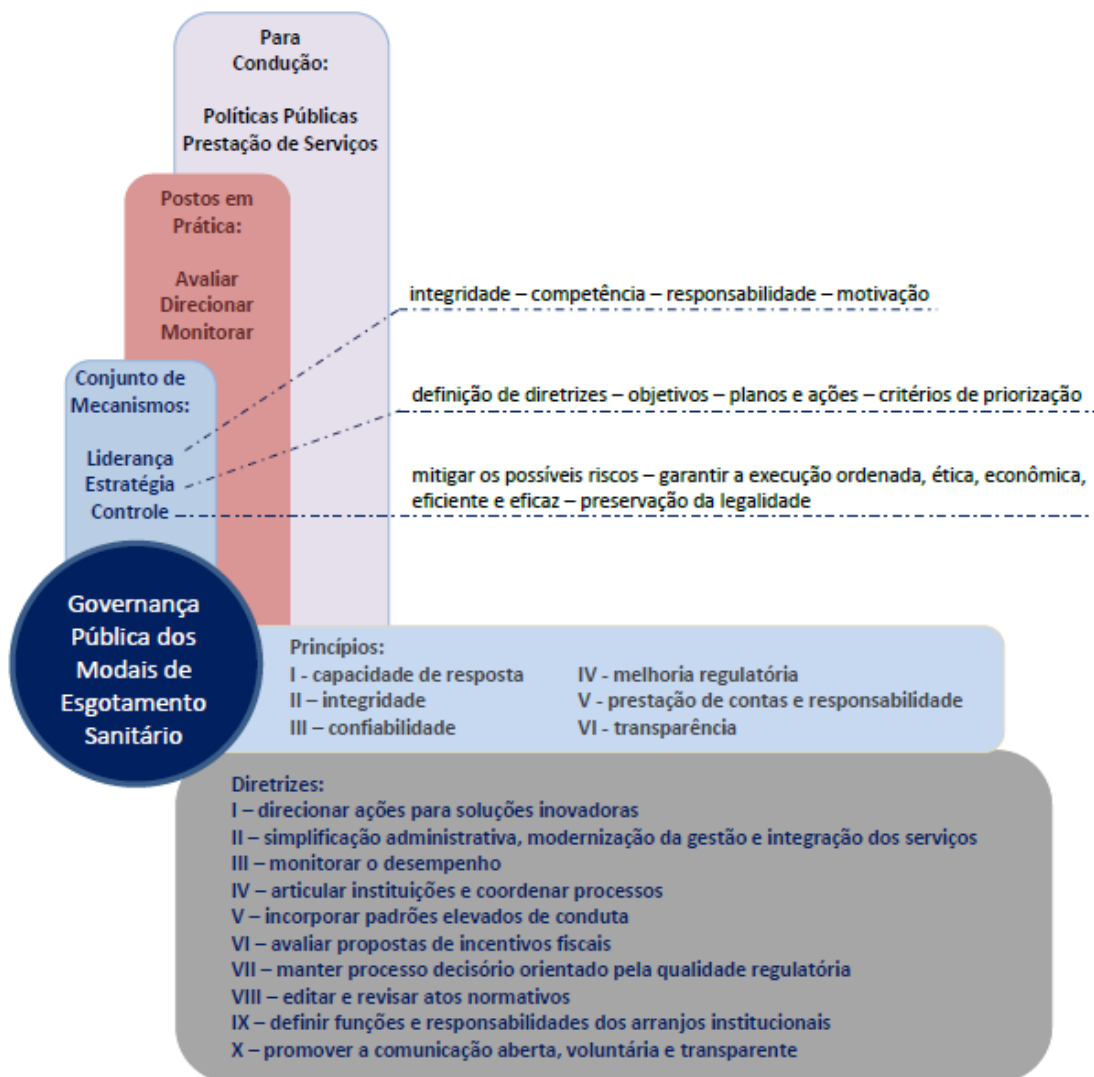 Para
Condução:
Políticas Públicas
Prestação de Serviços
Postos em
Prática:
Avaliar
Direcionar
Monitorar
Conjunto de
Mecanismos:
Liderança
Estratégia
Controle
integridade – competência – responsabilidade – motivação
definição de diretrizes – objetivos – planos e ações – critérios de priorização
mitigar os possíveis riscos – garantir a execução ordenada, ética, econômica,
eficiente e eficaz – preservação da legalidade
Governança
Pública dos
Modais de
Esgotamento
Sanitário
Princípios:
I - capacidade de resposta
II – integridade
III – confiabilidade
IV - melhoria regulatória
V - prestação de contas e responsabilidade
VI - transparência
Diretrizes:
I – direcionar ações para soluções inovadoras
II – simplificação administrativa, modernização da gestão e integração dos serviços
III – monitorar o desempenho
IV – articular instituições e coordenar processos
V – incorporar padrões elevados de conduta
VI – avaliar propostas de incentivos fiscais
VII – manter processo decisório orientado pela qualidade regulatória
VIII – editar e revisar atos normativos
IX – definir funções e responsabilidades dos arranjos institucionais
X – promover a comunicação aberta, voluntária e transparente